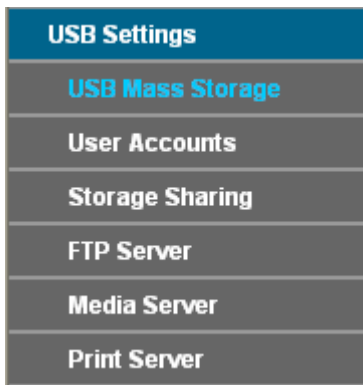 USB Settings
USB Mass Storage
User Accounts
Storage Sharing
FTP Server
Media Server
Print Server